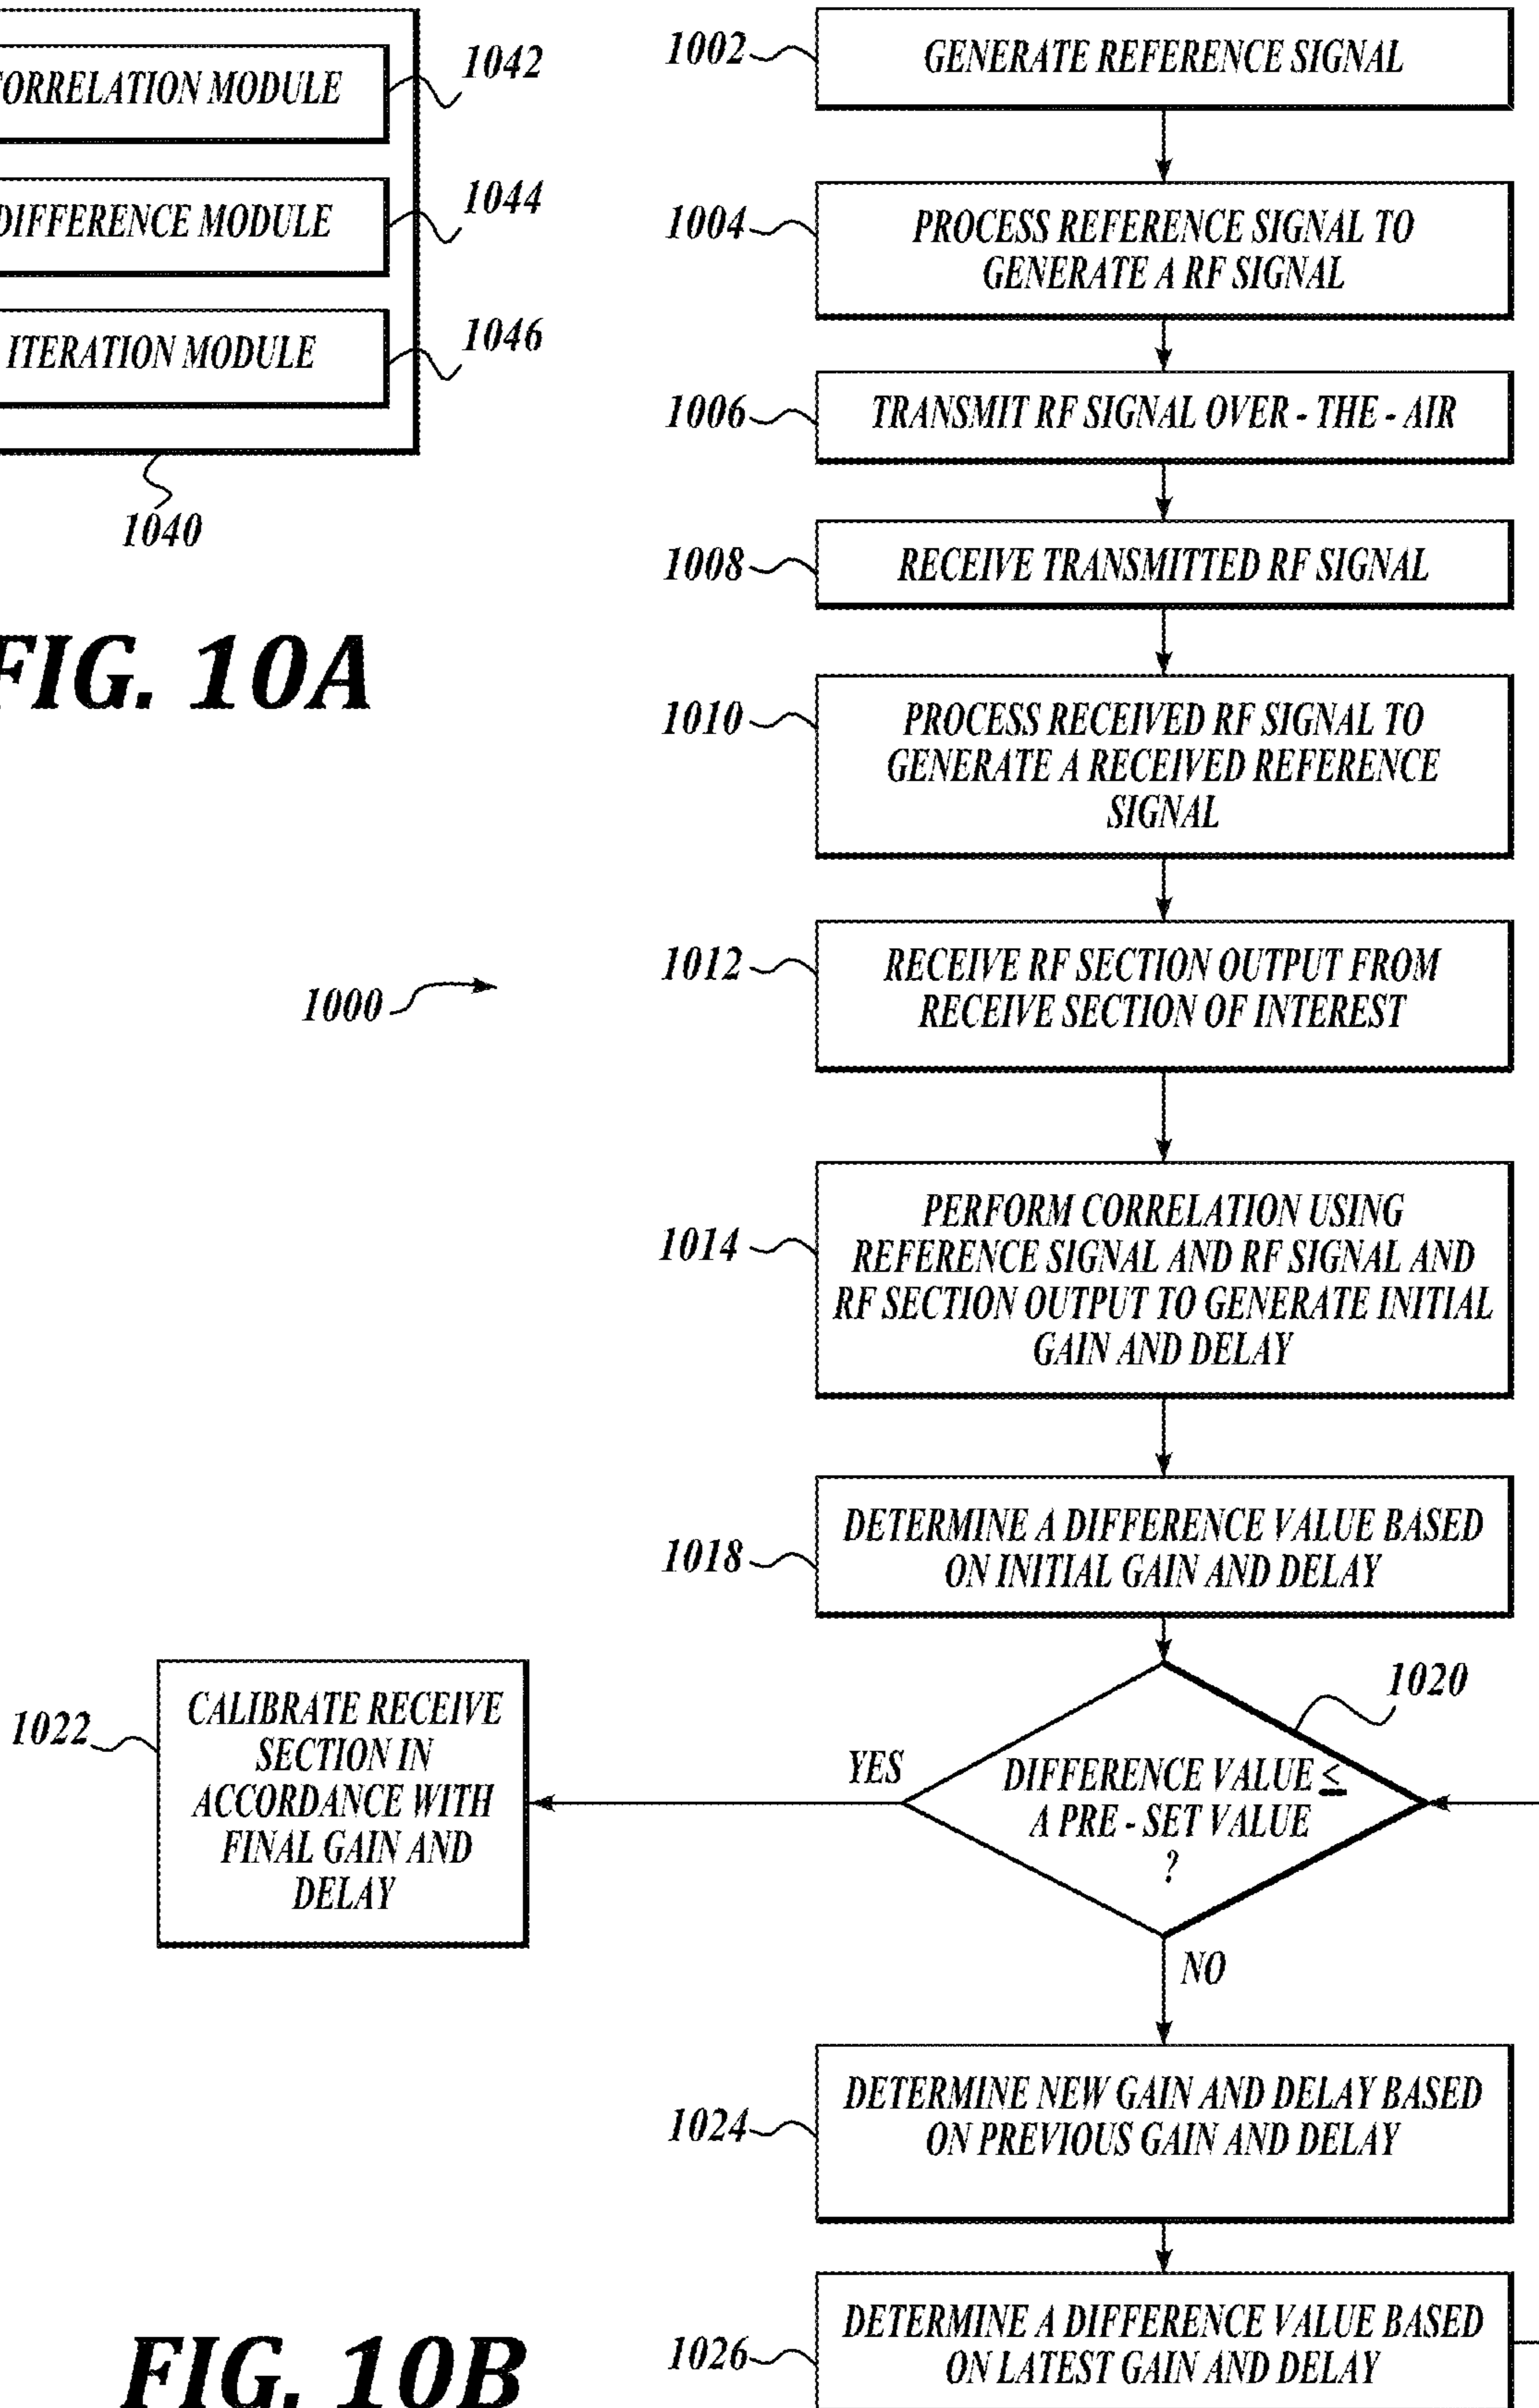 ORRELATION MODULE
1042
DIFFERENCE MODULE
1044
ITERATION MODULE
1046
1040
FIG. 10A
1002
GENERATE REFERENCE SIGNAL
1004
PROCESS REFERENCE SIGNAL TO
GENERATE A RF SIGNAL
1006
TRANSMIT RF SIGNAL OVER - THE - AIR
1008
RECEIVE TRANSMITTED RF SIGNAL
1010
PROCESS RECEIVED RF SIGNAL TO
GENERATE A RECEIVED REFERENCE
SIGNAL
1000
1012
RECEIVE RF SECTION OUTPUT FROM
RECEIVE SECTION OF INTEREST
1014
PERFORM CORRELATION USING
REFERENCE SIGNAL AND RF SIGNAL AND
RF SECTION OUTPUT TO GENERATE INITIAL
GAIN AND DELAY
1018
DETERMINE A DIFFERENCE VALUE BASED
ON INITIAL GAIN AND DELAY
1020
DIFFERENCE VALUE ≤
A PRE - SET VALUE
?
YES
1022
CALIBRATE RECEIVE
SECTION IN
ACCORDANCE WITH
FINAL GAIN AND
DELAY
NO
1024
DETERMINE NEW GAIN AND DELAY BASED
ON PREVIOUS GAIN AND DELAY
1026
DETERMINE A DIFFERENCE VALUE BASED
ON LATEST GAIN AND DELAY
FIG. 10B